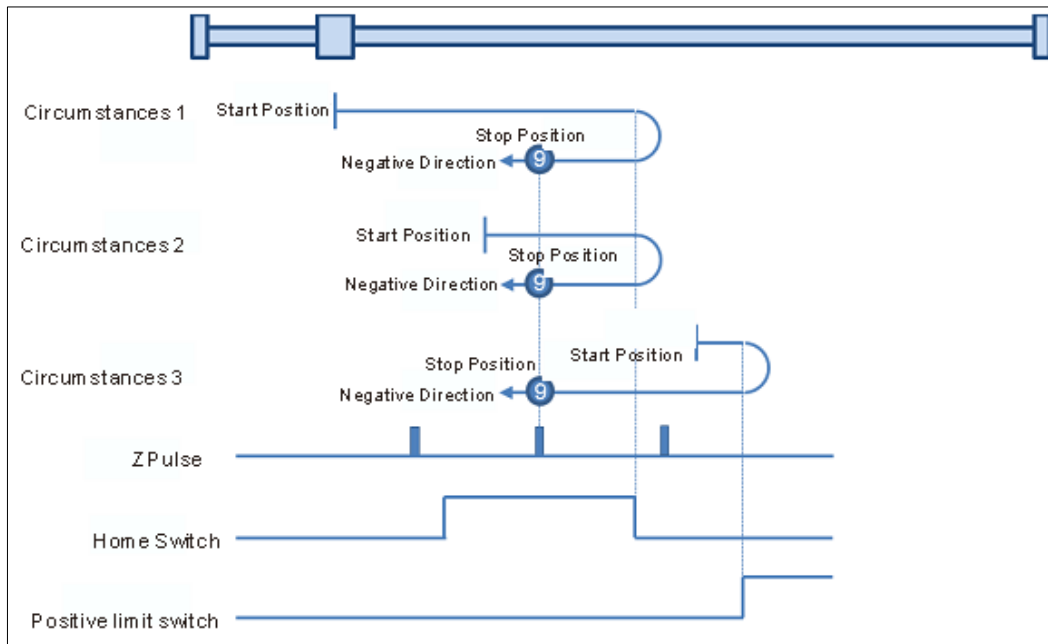 Circumstances 1
Start Position
Stop Position
9
Negative Direction
Circumstances 2
Start Position
Stop Position
9
Negative Direction
Circumstances 3
Start Position
Stop Position
9
Negative Direction
Z Pulse
Home Switch
Positive limit switch